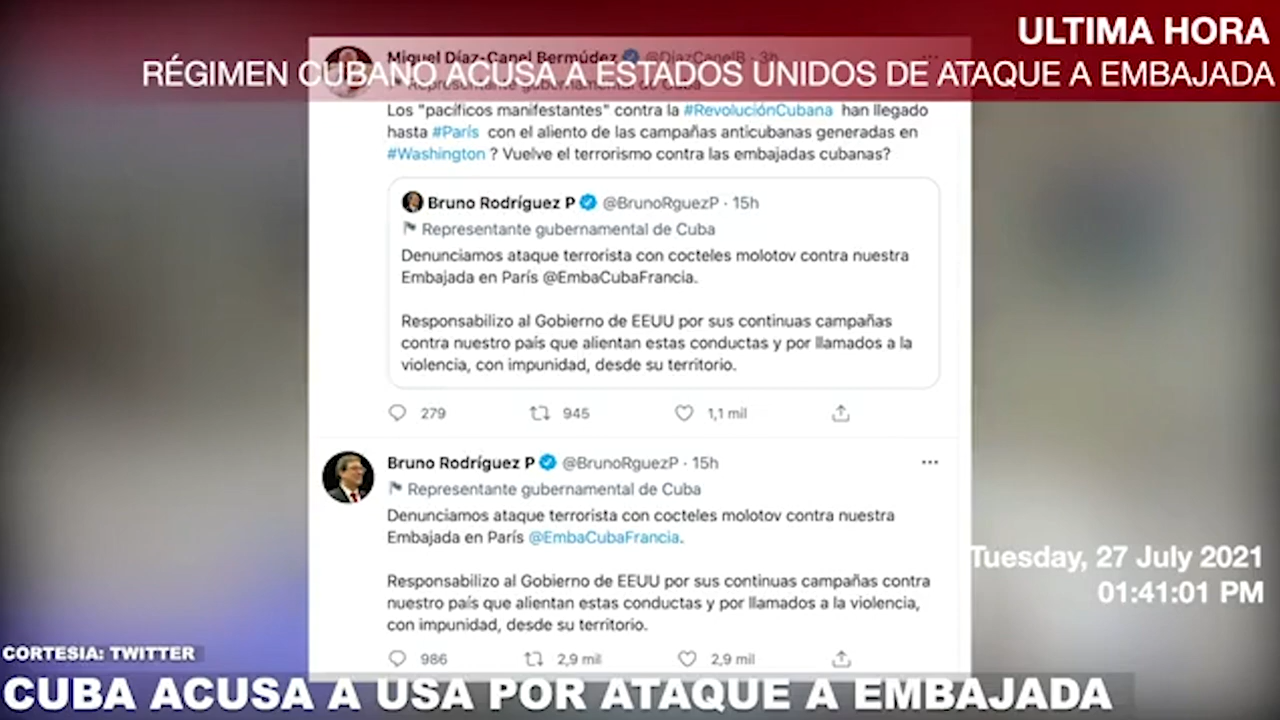 ULTIMA HORA
RÉGIMEN CUBANO ACUSA A ESTADOS UNIDOS DE ATAQUE A EMBAJADA
Miguel Díaz-Canel Bermúdez @DiazCanelB · 3h
Representante gubernamental de Cuba
Los "pacíficos manifestantes" contra la #RevoluciónCubana han llegado
hasta #París con el aliento de las campañas anticubanas generadas en
#Washington ? Vuelve el terrorismo contra las embajadas cubanas?
Bruno Rodríguez P @BrunoRguezP · 15h
Representante gubernamental de Cuba
Denunciamos ataque terrorista con cocteles molotov contra nuestra
Embajada en París @EmbaCubaFrancia.
Responsabilizo al Gobierno de EEUU por sus continuas campañas
contra nuestro país que alientan estas conductas y por llamados a la
violencia, con impunidad, desde su territorio.
279 945 1,1 mil
Bruno Rodríguez P @BrunoRguezP · 15h
Representante gubernamental de Cuba
Denunciamos ataque terrorista con cocteles molotov contra nuestra
Embajada en París @EmbaCubaFrancia.
Responsabilizo al Gobierno de EEUU por sus continuas campañas contra
nuestro país que alientan estas conductas y por llamados a la violencia,
con impunidad, desde su territorio.
986 2,9 mil 2,9 mil
Tuesday, 27 July 2021
01:41:01 PM
CORTESIA: TWITTER
CUBA ACUSA A USA POR ATAQUE A EMBAJADA